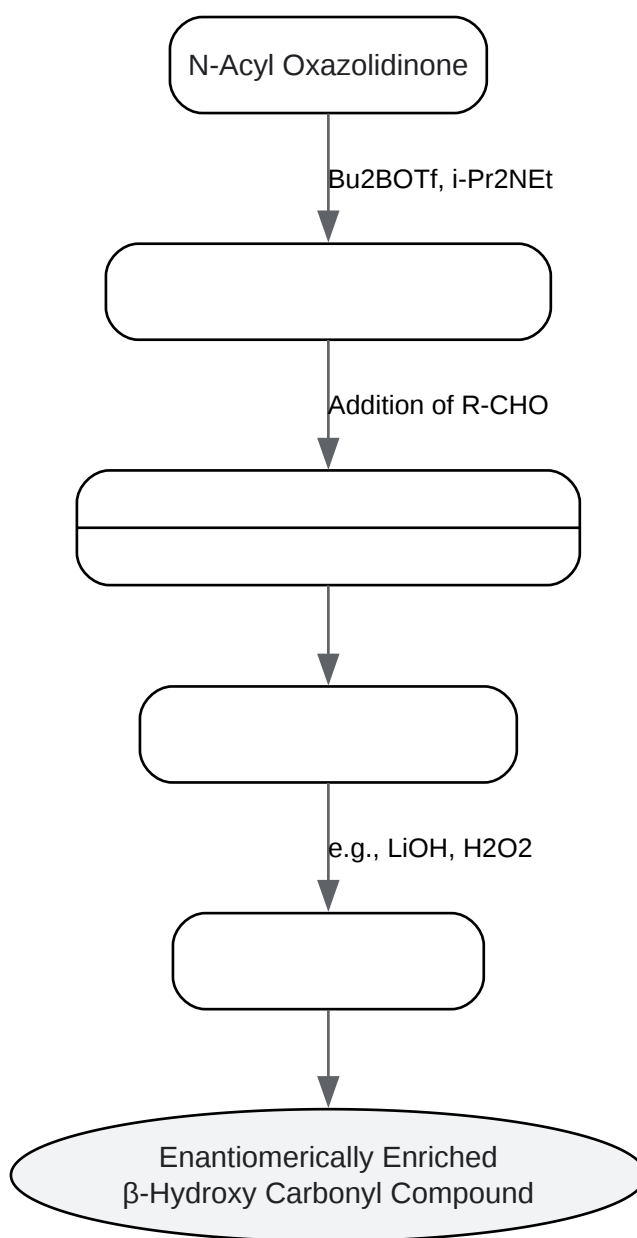 N-Acyl Oxazolidinone
Bu2BOTf, i-Pr2NEt
Addition of R-CHO
e.g., LiOH, H2O2
Enantiomerically Enriched
β-Hydroxy Carbonyl Compound